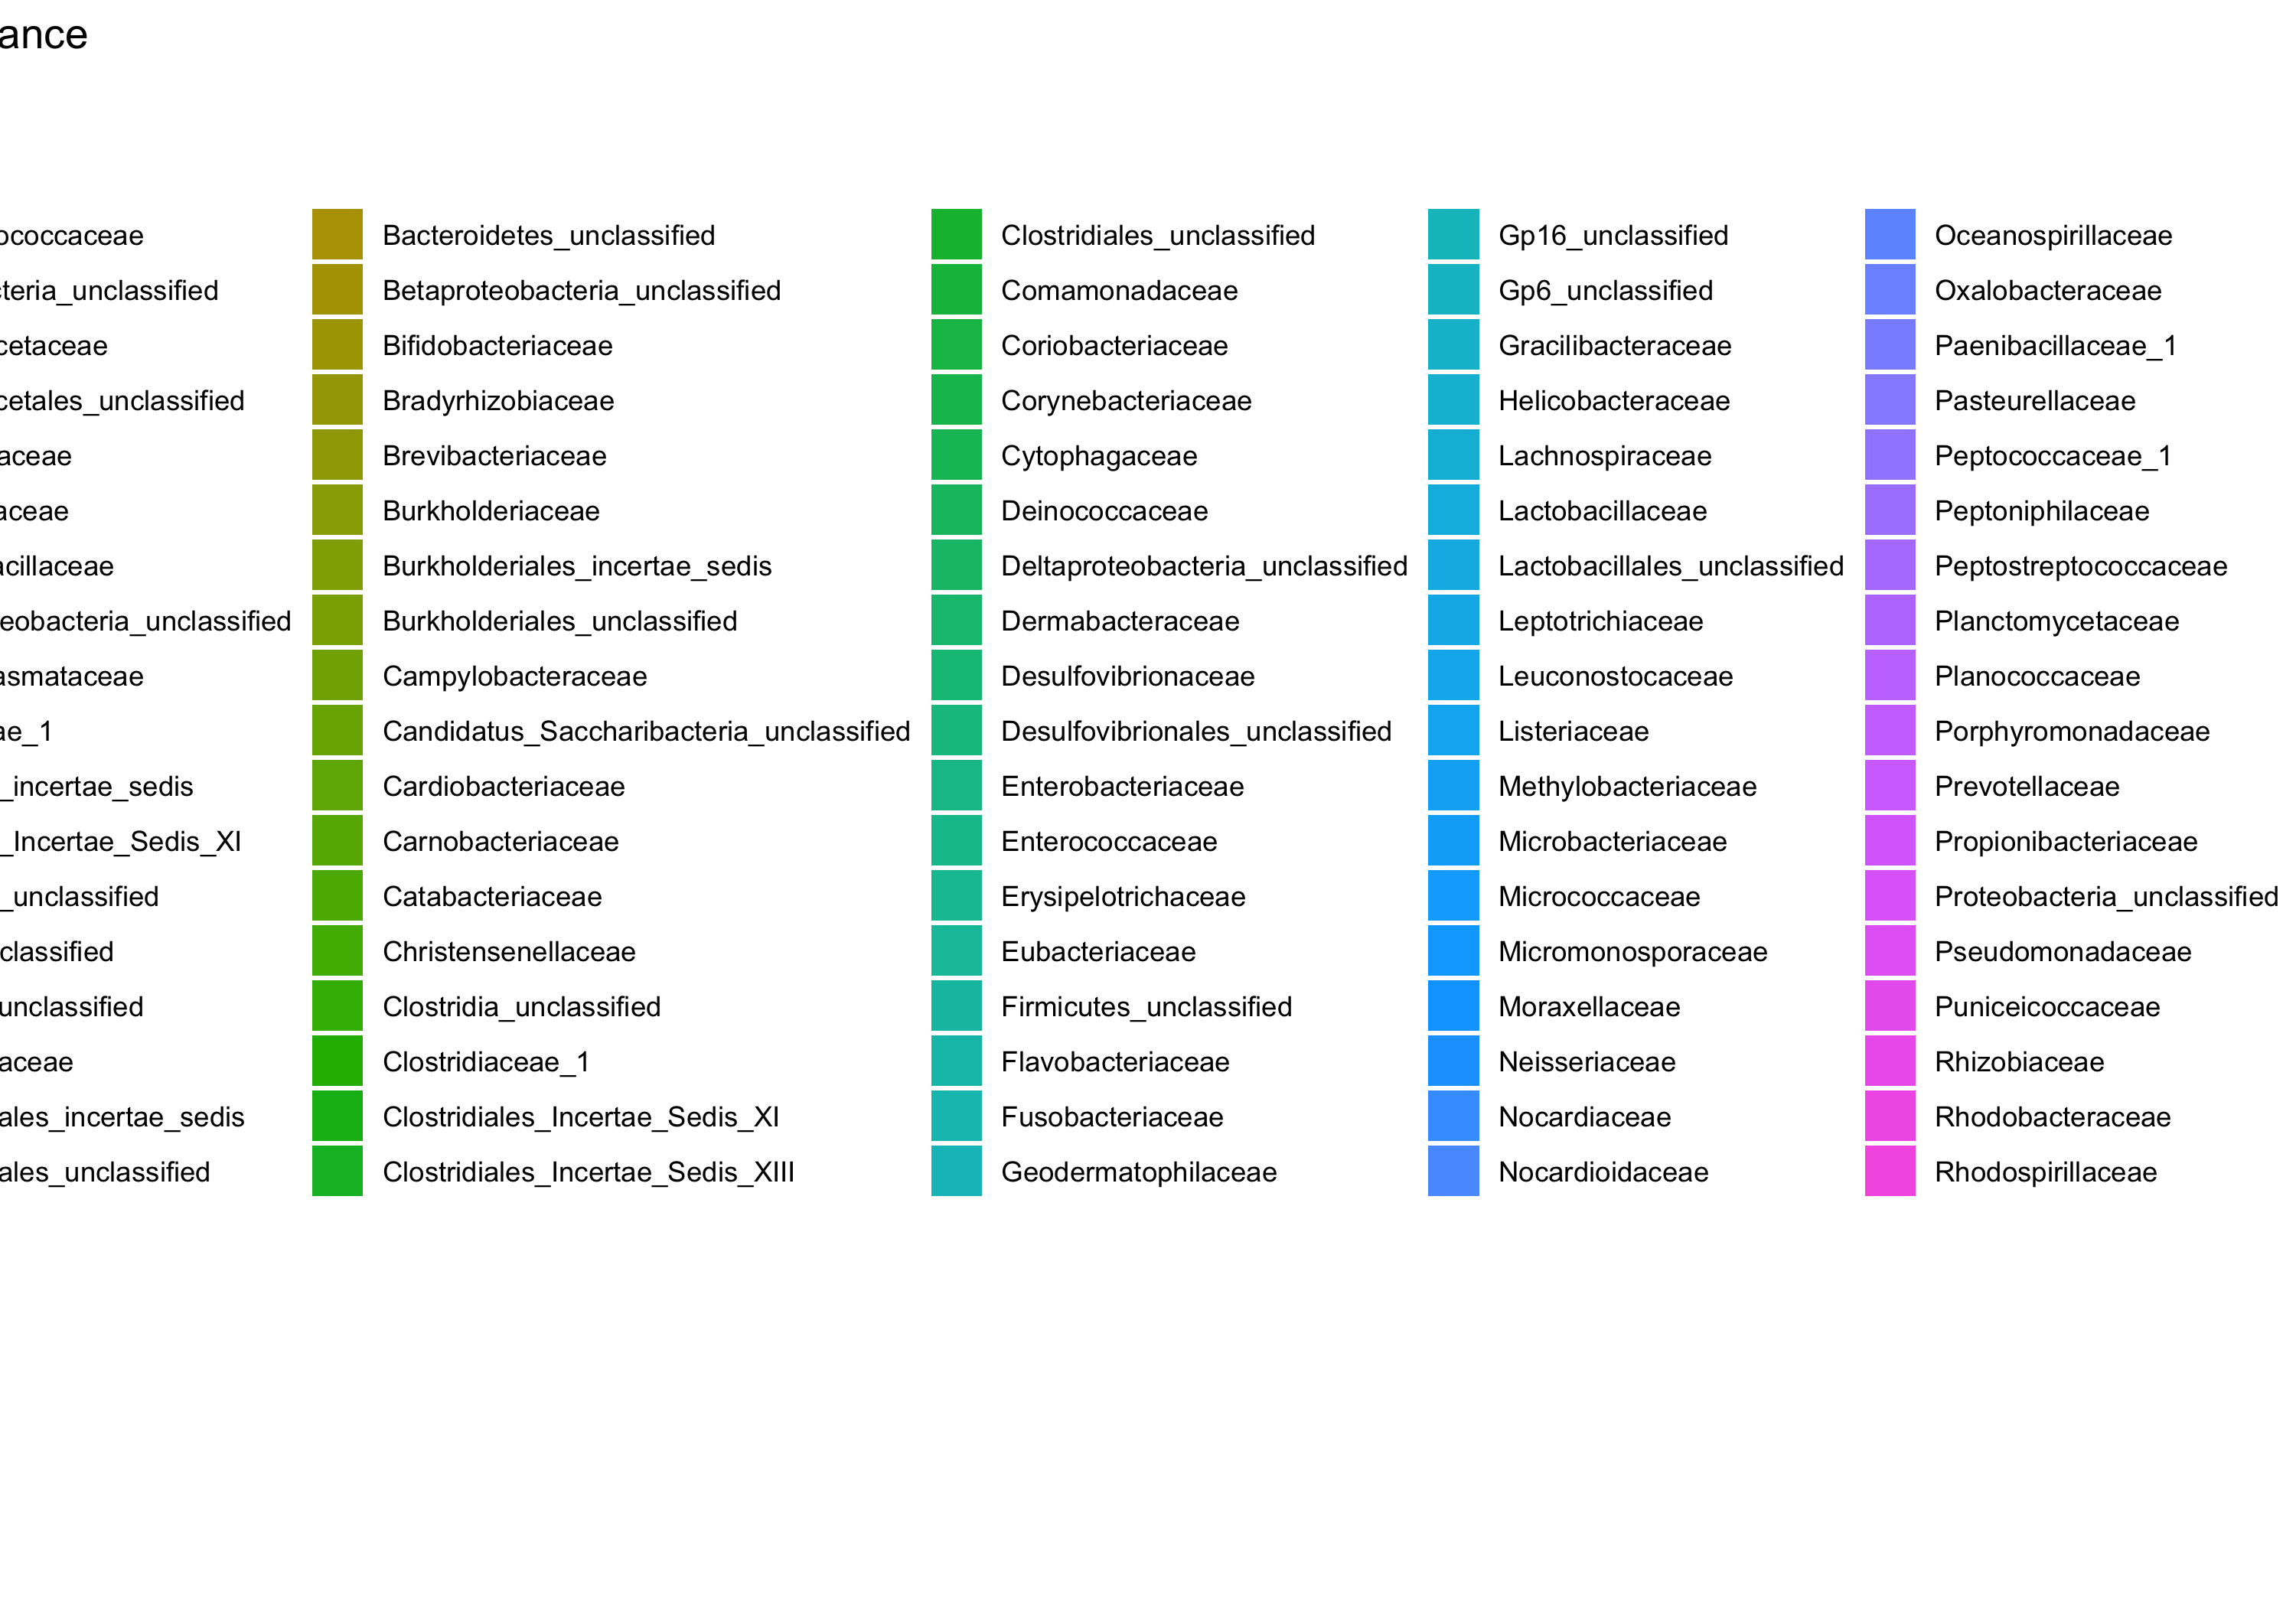 ance
ococcaceae
cteria_unclassified
cetaceae
cetales_unclassified
aceae
aceae
acillaceae
eobacteria_unclassified
asmataceae
ae_1
_incertae_sedis
_Incertae_Sedis_XI
_unclassified
classified
unclassified
aceae
ales_incertae_sedis
ales_unclassified
Bacteroidetes_unclassified
Betaproteobacteria_unclassified
Bifidobacteriaceae
Bradyrhizobiaceae
Brevibacteriaceae
Burkholderiaceae
Burkholderiales_incertae_sedis
Burkholderiales_unclassified
Campylobacteraceae
Candidatus_Saccharibacteria_unclassified
Cardiobacteriaceae
Carnobacteriaceae
Catabacteriaceae
Christensenellaceae
Clostridia_unclassified
Clostridiaceae_1
Clostridiales_Incertae_Sedis_XI
Clostridiales_Incertae_Sedis_XIII
Clostridiales_unclassified
Comamonadaceae
Coriobacteriaceae
Corynebacteriaceae
Cytophagaceae
Deinococcaceae
Deltaproteobacteria_unclassified
Dermabacteraceae
Desulfovibrionaceae
Desulfovibrionales_unclassified
Enterobacteriaceae
Enterococcaceae
Erysipelotrichaceae
Eubacteriaceae
Firmicutes_unclassified
Flavobacteriaceae
Fusobacteriaceae
Geodermatophilaceae
Gp16_unclassified
Gp6_unclassified
Gracilibacteraceae
Helicobacteraceae
Lachnospiraceae
Lactobacillaceae
Lactobacillales_unclassified
Leptotrichiaceae
Leuconostocaceae
Listeriaceae
Methylobacteriaceae
Microbacteriaceae
Micrococcaceae
Micromonosporaceae
Moraxellaceae
Neisseriaceae
Nocardiaceae
Nocardioidaceae
Oceanospirillaceae
Oxalobacteraceae
Paenibacillaceae_1
Pasteurellaceae
Peptococcaceae_1
Peptoniphilaceae
Peptostreptococcaceae
Planctomycetaceae
Planococcaceae
Porphyromonadaceae
Prevotellaceae
Propionibacteriaceae
Proteobacteria_unclassified
Pseudomonadaceae
Puniceicoccaceae
Rhizobiaceae
Rhodobacteraceae
Rhodospirillaceae